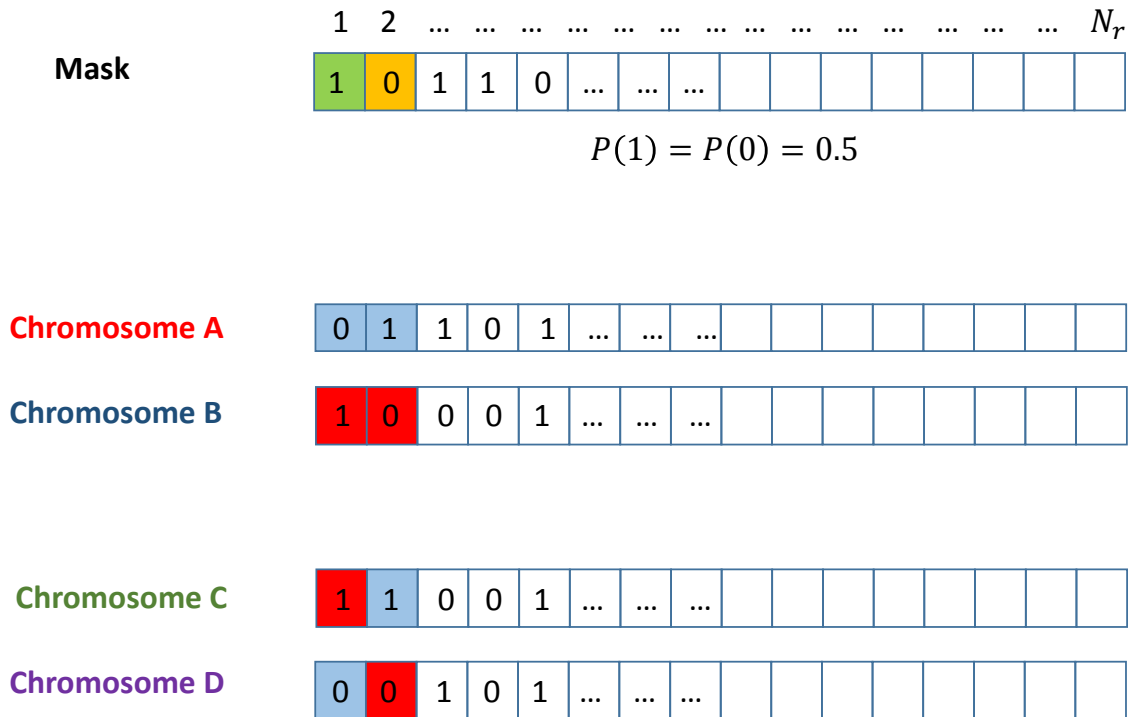 1 2 ... ... ... ... ... ... ... ... ... ... ... ... ... ... N_r
Mask 1 0 1 1 0 ... ... ...
P(1) = P(0) = 0.5
Chromosome A 0 1 1 0 1 ... ... ...
Chromosome B 1 0 0 0 1 ... ... ...
Chromosome C 1 1 0 0 1 ... ... ...
Chromosome D 0 0 1 0 1 ... ... ...